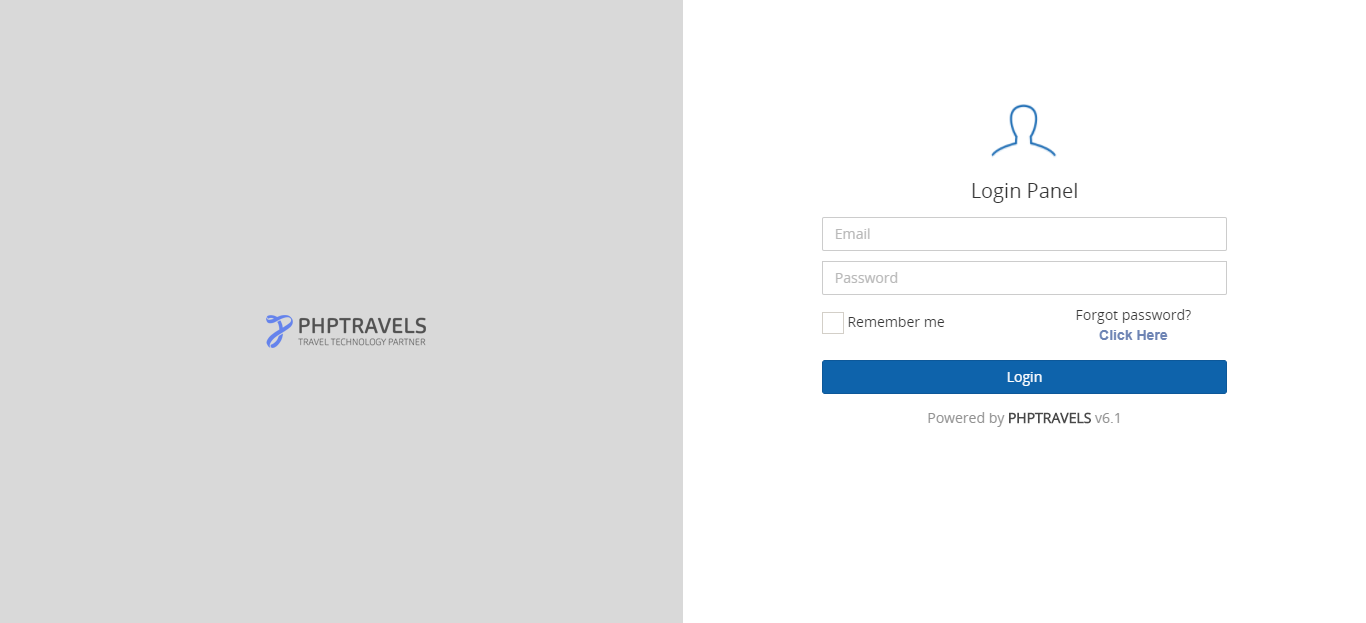 PHPTRAVELS
TRAVEL TECHNOLOGY PARTNER
Login Panel
Email
Password
Remember me
Forgot password?
Click Here
Login
Powered by PHPTRAVELS v6.1